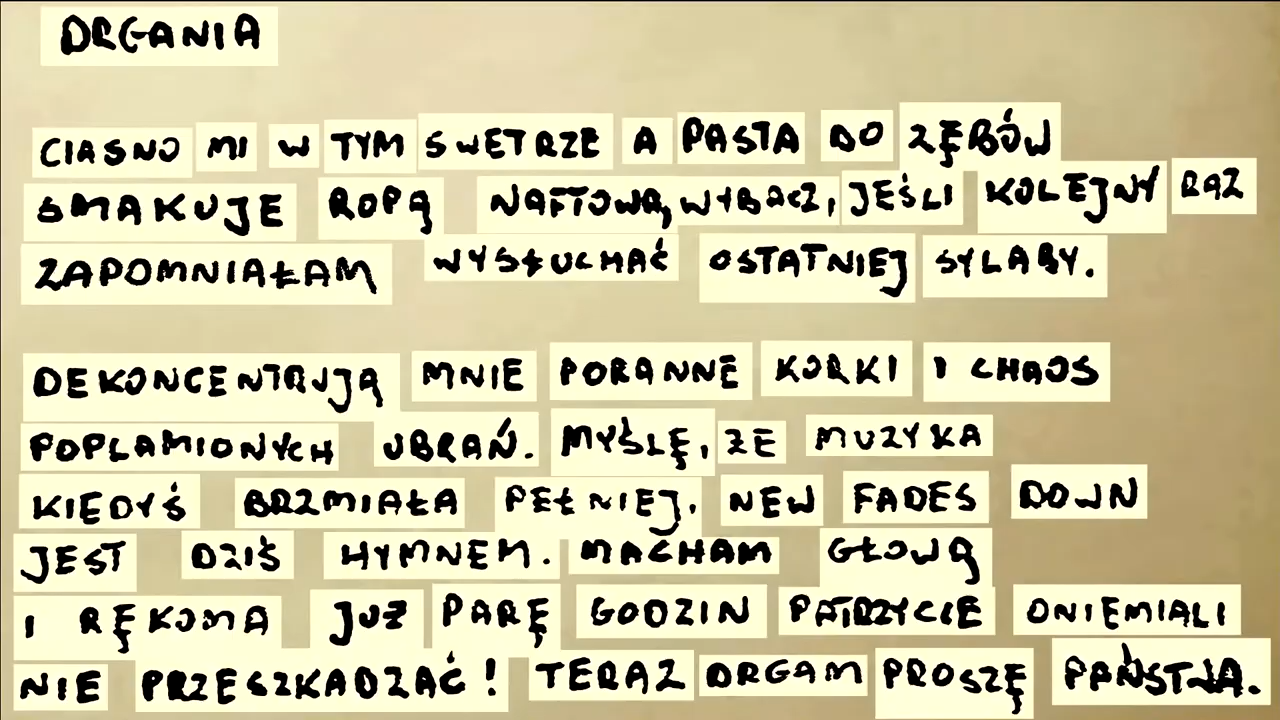 DRGANIA
CIASNO MI W TYM SWETRZE A PASTA DO ZĘBÓW
SMAKUJE ROPĄ NAFTOWĄ, WYBACZ, JEŚLI KOLEJNY RAZ
ZAPOMNIAŁAM WYSŁUCHAĆ OSTATNIEJ SYLABY.
DEKONCENTRUJĄ MNIE PORANNE KORKI I CHAOS
POPLAMIONYCH UBRAŃ. MYŚLĘ, ŻE MUZYKA
KIEDYŚ BRZMIAŁA PEŁNIEJ. NEW FADES DOWN
JEST DZIŚ HYMNEM. MACHAM GŁOWĄ
I RĘKOMA JUŻ PARĘ GODZIN PATRZYCIE ONIEMIALI
NIE PRZESZKADZAĆ! TERAZ DRGAM PROSZĘ PAŃSTWA.